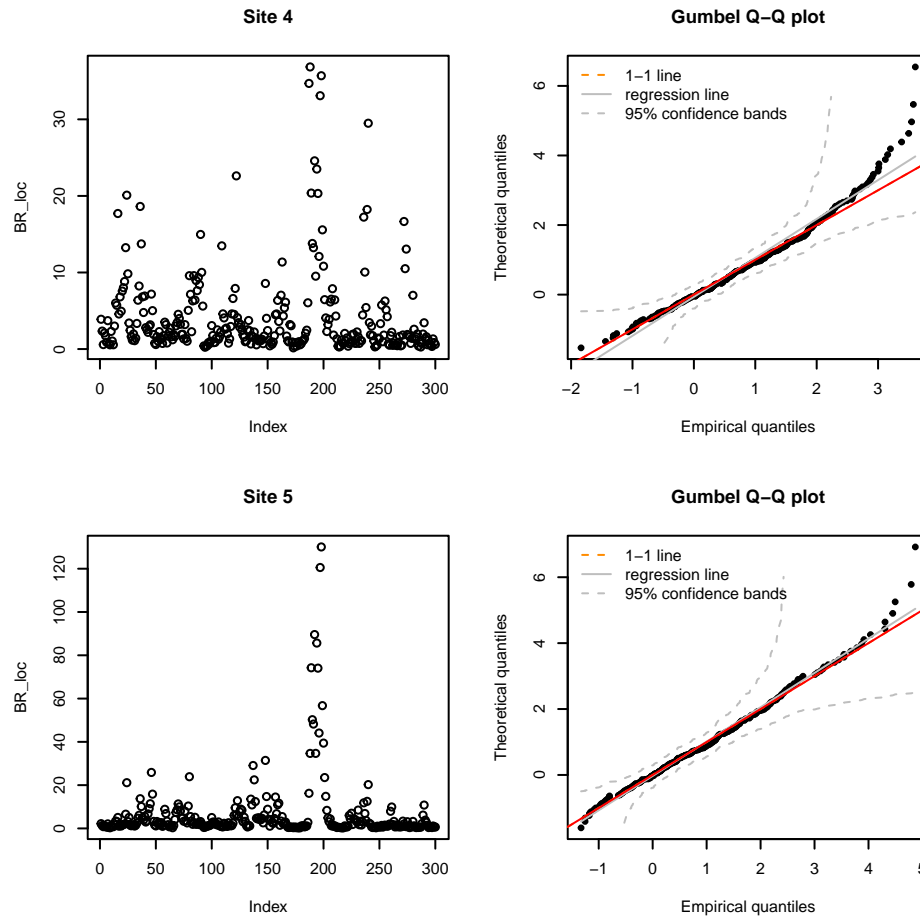 Site 4
BR_loc
30
20
10
0
0 50 100 150 200 250 300
Index
Gumbel Q−Q plot
1−1 line
regression line
95% confidence bands
Theoretical quantiles
6
4
2
0
−2 −1 0 1 2 3
Empirical quantiles
Site 5
BR_loc
120
100
80
60
40
20
0
0 50 100 150 200 250 300
Index
Gumbel Q−Q plot
1−1 line
regression line
95% confidence bands
Theoretical quantiles
6
4
2
0
−1 0 1 2 3 4 5
Empirical quantiles